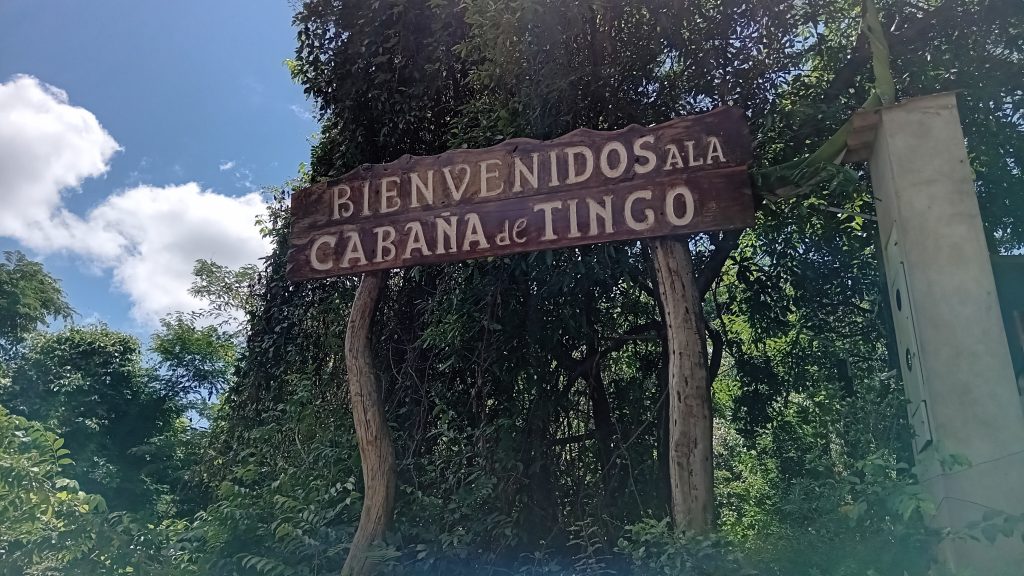 BIENVENIDOS A LA
CABAÑA de TINGO